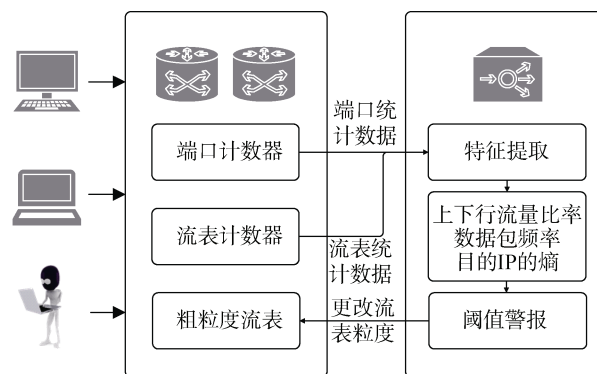 端口统
计数据
端口计数器
特征提取
上下行流量比率
数据包频率
目的IP的熵
流表计数器
流表统
计数据
更改流
表粒度
粗粒度流表
阈值警报